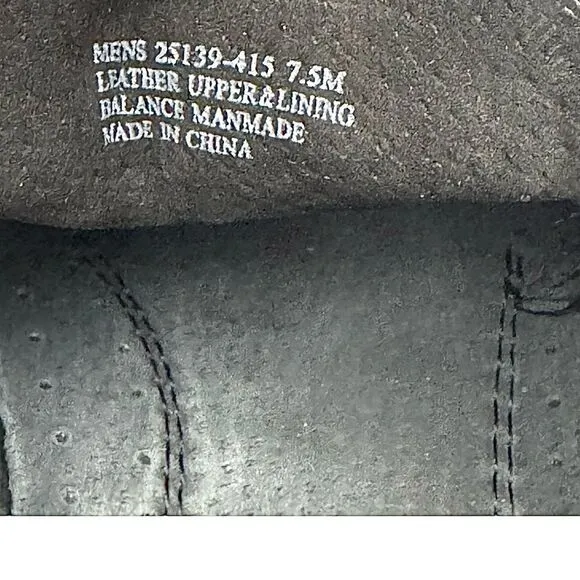 MENS 25139-415 7.5M
LEATHER UPPER&LINING
BALANCE MANMADE
MADE IN CHINA